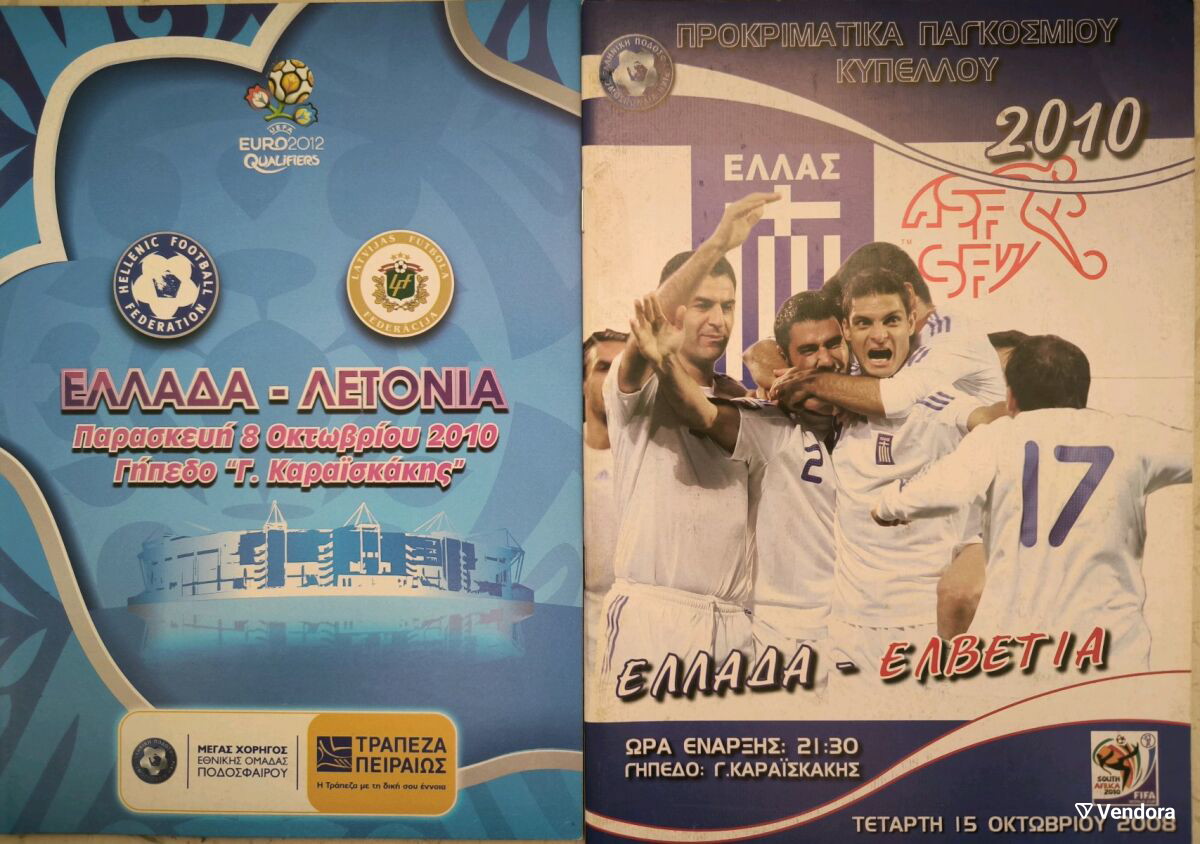 UEFA
EURO2012
QUALIFIERS
HELLENIC FOOTBALL
FEDERATION
LATVIJAS FUTBOLA
FEDERĀCIJA
ΕΛΛΑΔΑ - ΛΕΤΟΝΙΑ
Παρασκευή 8 Οκτωβρίου 2010
Γήπεδο "Γ. Καραϊσκάκης"
ΜΕΓΑΣ ΧΟΡΗΓΟΣ
ΕΘΝΙΚΗΣ ΟΜΑΔΑΣ
ΠΟΔΟΣΦΑΙΡΟΥ
ΤΡΑΠΕΖΑ
ΠΕΙΡΑΙΩΣ
Η Τράπεζα με τη δική σου έννοια
ΠΡΟΚΡΙΜΑΤΙΚΑ ΠΑΓΚΟΣΜΙΟΥ
ΚΥΠΕΛΛΟΥ
2010
ΕΛΛΑΣ
ASF
SFV
TM
2
17
ΕΛΛΑΔΑ - ΕΛΒΕΤΙΑ
ΩΡΑ ΕΝΑΡΞΗΣ: 21:30
ΓΗΠΕΔΟ: Γ.ΚΑΡΑΪΣΚΑΚΗΣ
SOUTH
AFRICA
2010
FIFA
ΤΕΤΑΡΤΗ 15 ΟΚΤΩΒΡΙΟΥ 2008
Vendora